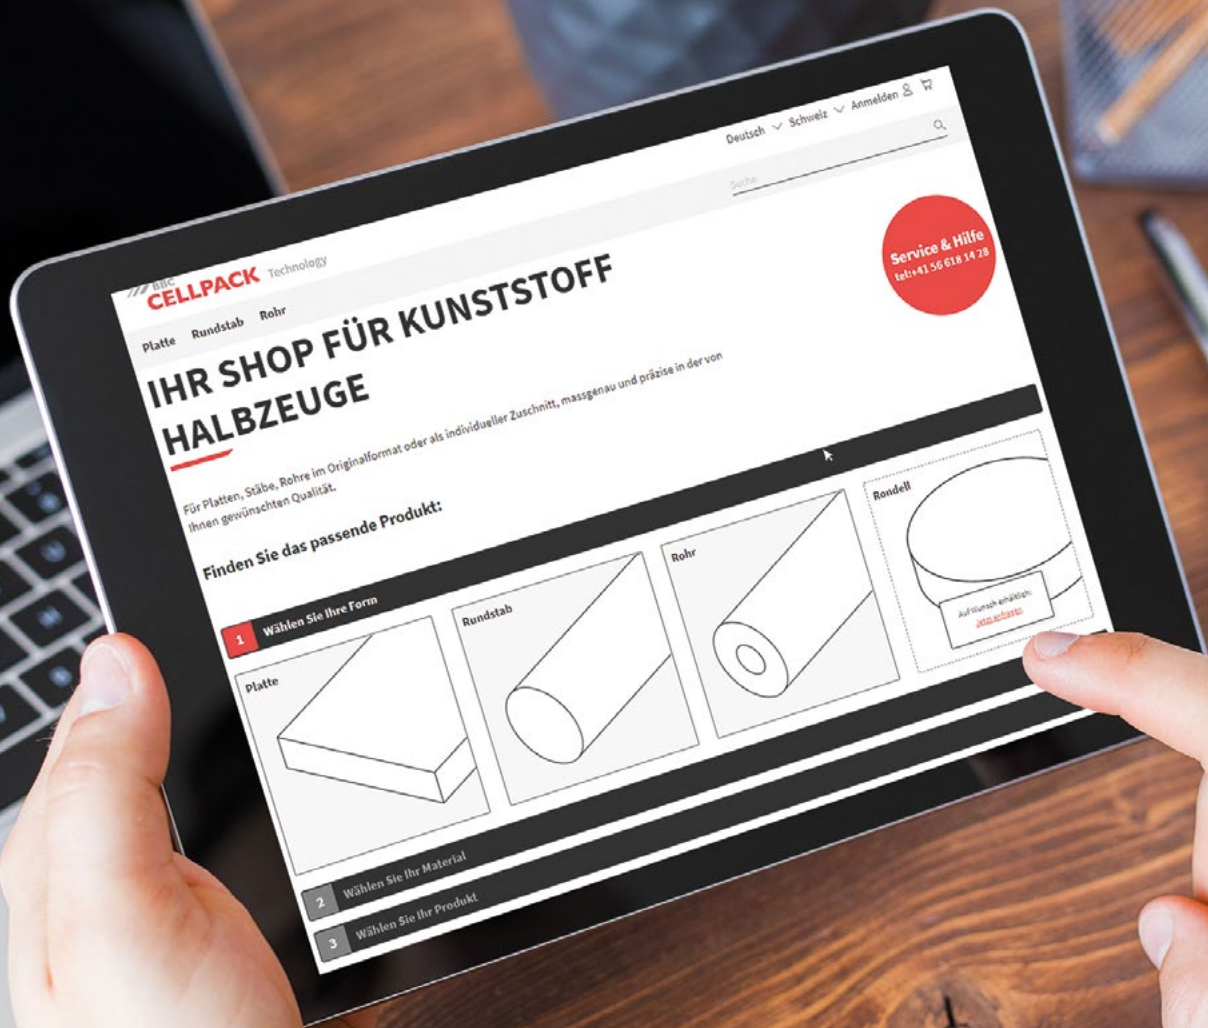 Deutsch Schweiz Anmelden
Suche
BBC
CELLPACK Technology
Platte Rundstab Rohr
Service & Hilfe
tel:+41 56 618 14 28
IHR SHOP FÜR KUNSTSTOFF
HALBZEUGE
Für Platten, Stäbe, Rohre im Originalformat oder als individueller Zuschnitt, massgenau und präzise in der von
Ihnen gewünschten Qualität.
Finden Sie das passende Produkt:
1 Wählen Sie Ihre Form
Platte
Rundstab
Rohr
Rondell
Auf Wunsch erhältlich:
Jetzt anfragen
2 Wählen Sie Ihr Material
3 Wählen Sie Ihr Produkt